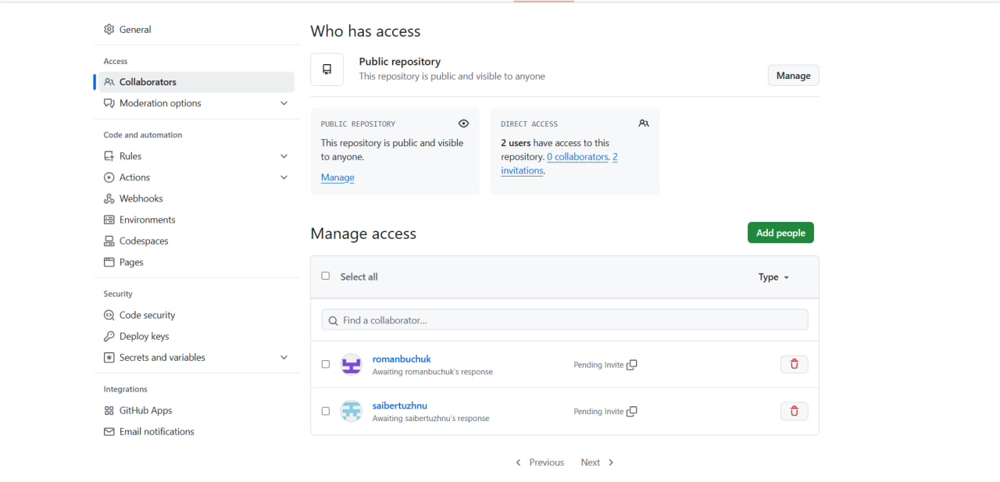 General
Access
Collaborators
Moderation options
Code and automation
Rules
Actions
Webhooks
Environments
Codespaces
Pages
Security
Code security
Deploy keys
Secrets and variables
Integrations
GitHub Apps
Email notifications
Who has access
Public repository
This repository is public and visible to anyone
Manage
PUBLIC REPOSITORY
This repository is public and visible
to anyone.
Manage
DIRECT ACCESS
2 users have access to this
repository. 0 collaborators. 2
invitations.
Manage access
Add people
Select all
Type
Find a collaborator...
romanbuchuk
Awaiting romanbuchuk's response
Pending Invite
saibertuzhnu
Awaiting saibertuzhnu's response
Pending Invite
Previous Next